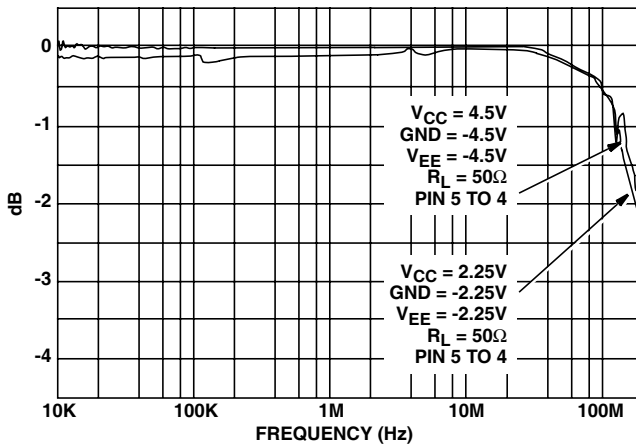 0
-1
-2
-3
-4
dB
V_CC = 4.5V
GND = -4.5V
V_EE = -4.5V
R_L = 50Ω
PIN 5 TO 4
V_CC = 2.25V
GND = -2.25V
V_EE = -2.25V
R_L = 50Ω
PIN 5 TO 4
10K 100K 1M 10M 100M
FREQUENCY (Hz)